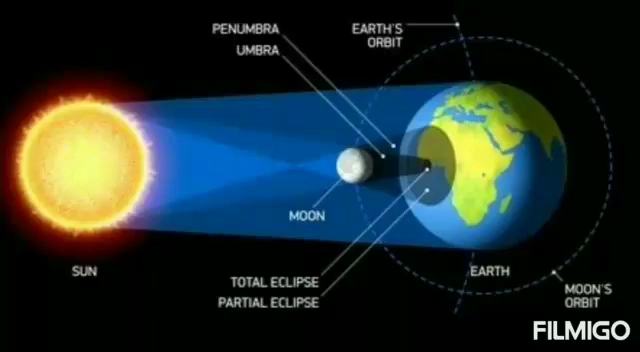 PENUMBRA
UMBRA
EARTH'S
ORBIT
MOON
SUN
TOTAL ECLIPSE
PARTIAL ECLIPSE
EARTH
MOON'S
ORBIT
FILMIGO